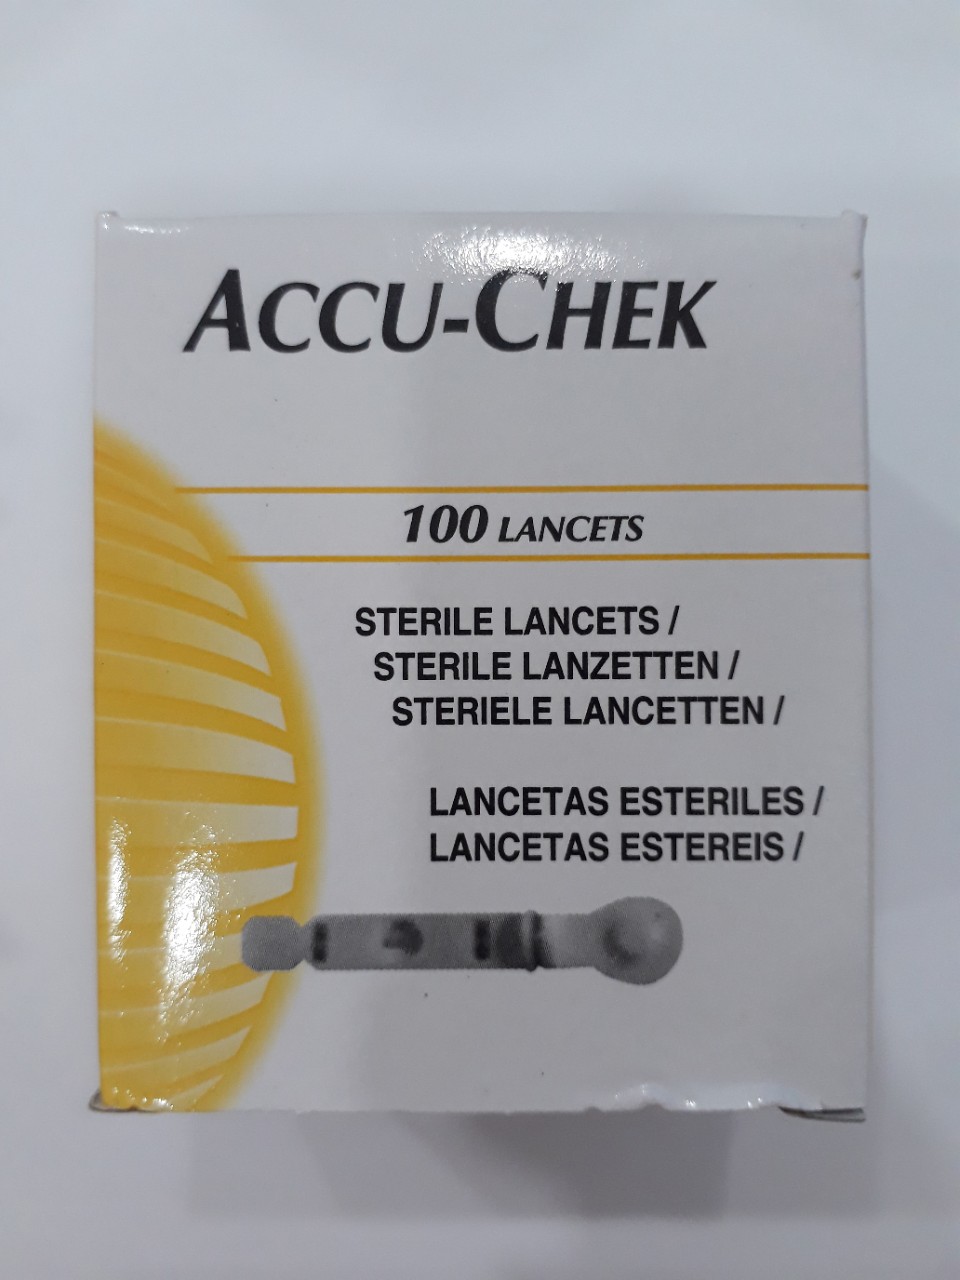 ACCU-CHEK
100 LANCETS
STERILE LANCETS /
STERILE LANZETTEN /
STERIELE LANCETTEN /
LANCETAS ESTERILES /
LANCETAS ESTEREIS /